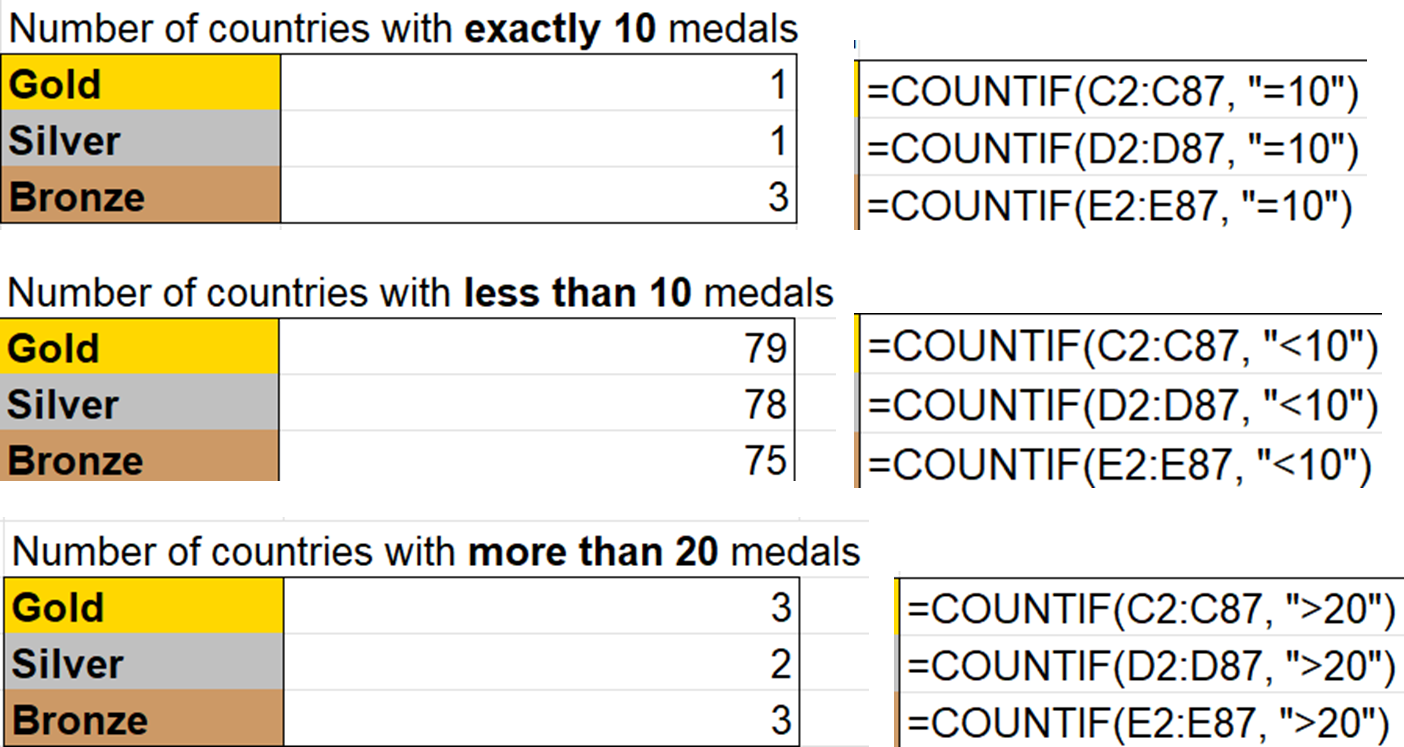 Number of countries with exactly 10 medals
Gold 1 =COUNTIF(C2:C87, "=10")
Silver 1 =COUNTIF(D2:D87, "=10")
Bronze 3 =COUNTIF(E2:E87, "=10")
Number of countries with less than 10 medals
Gold 79 =COUNTIF(C2:C87, "<10")
Silver 78 =COUNTIF(D2:D87, "<10")
Bronze 75 =COUNTIF(E2:E87, "<10")
Number of countries with more than 20 medals
Gold 3 =COUNTIF(C2:C87, ">20")
Silver 2 =COUNTIF(D2:D87, ">20")
Bronze 3 =COUNTIF(E2:E87, ">20")